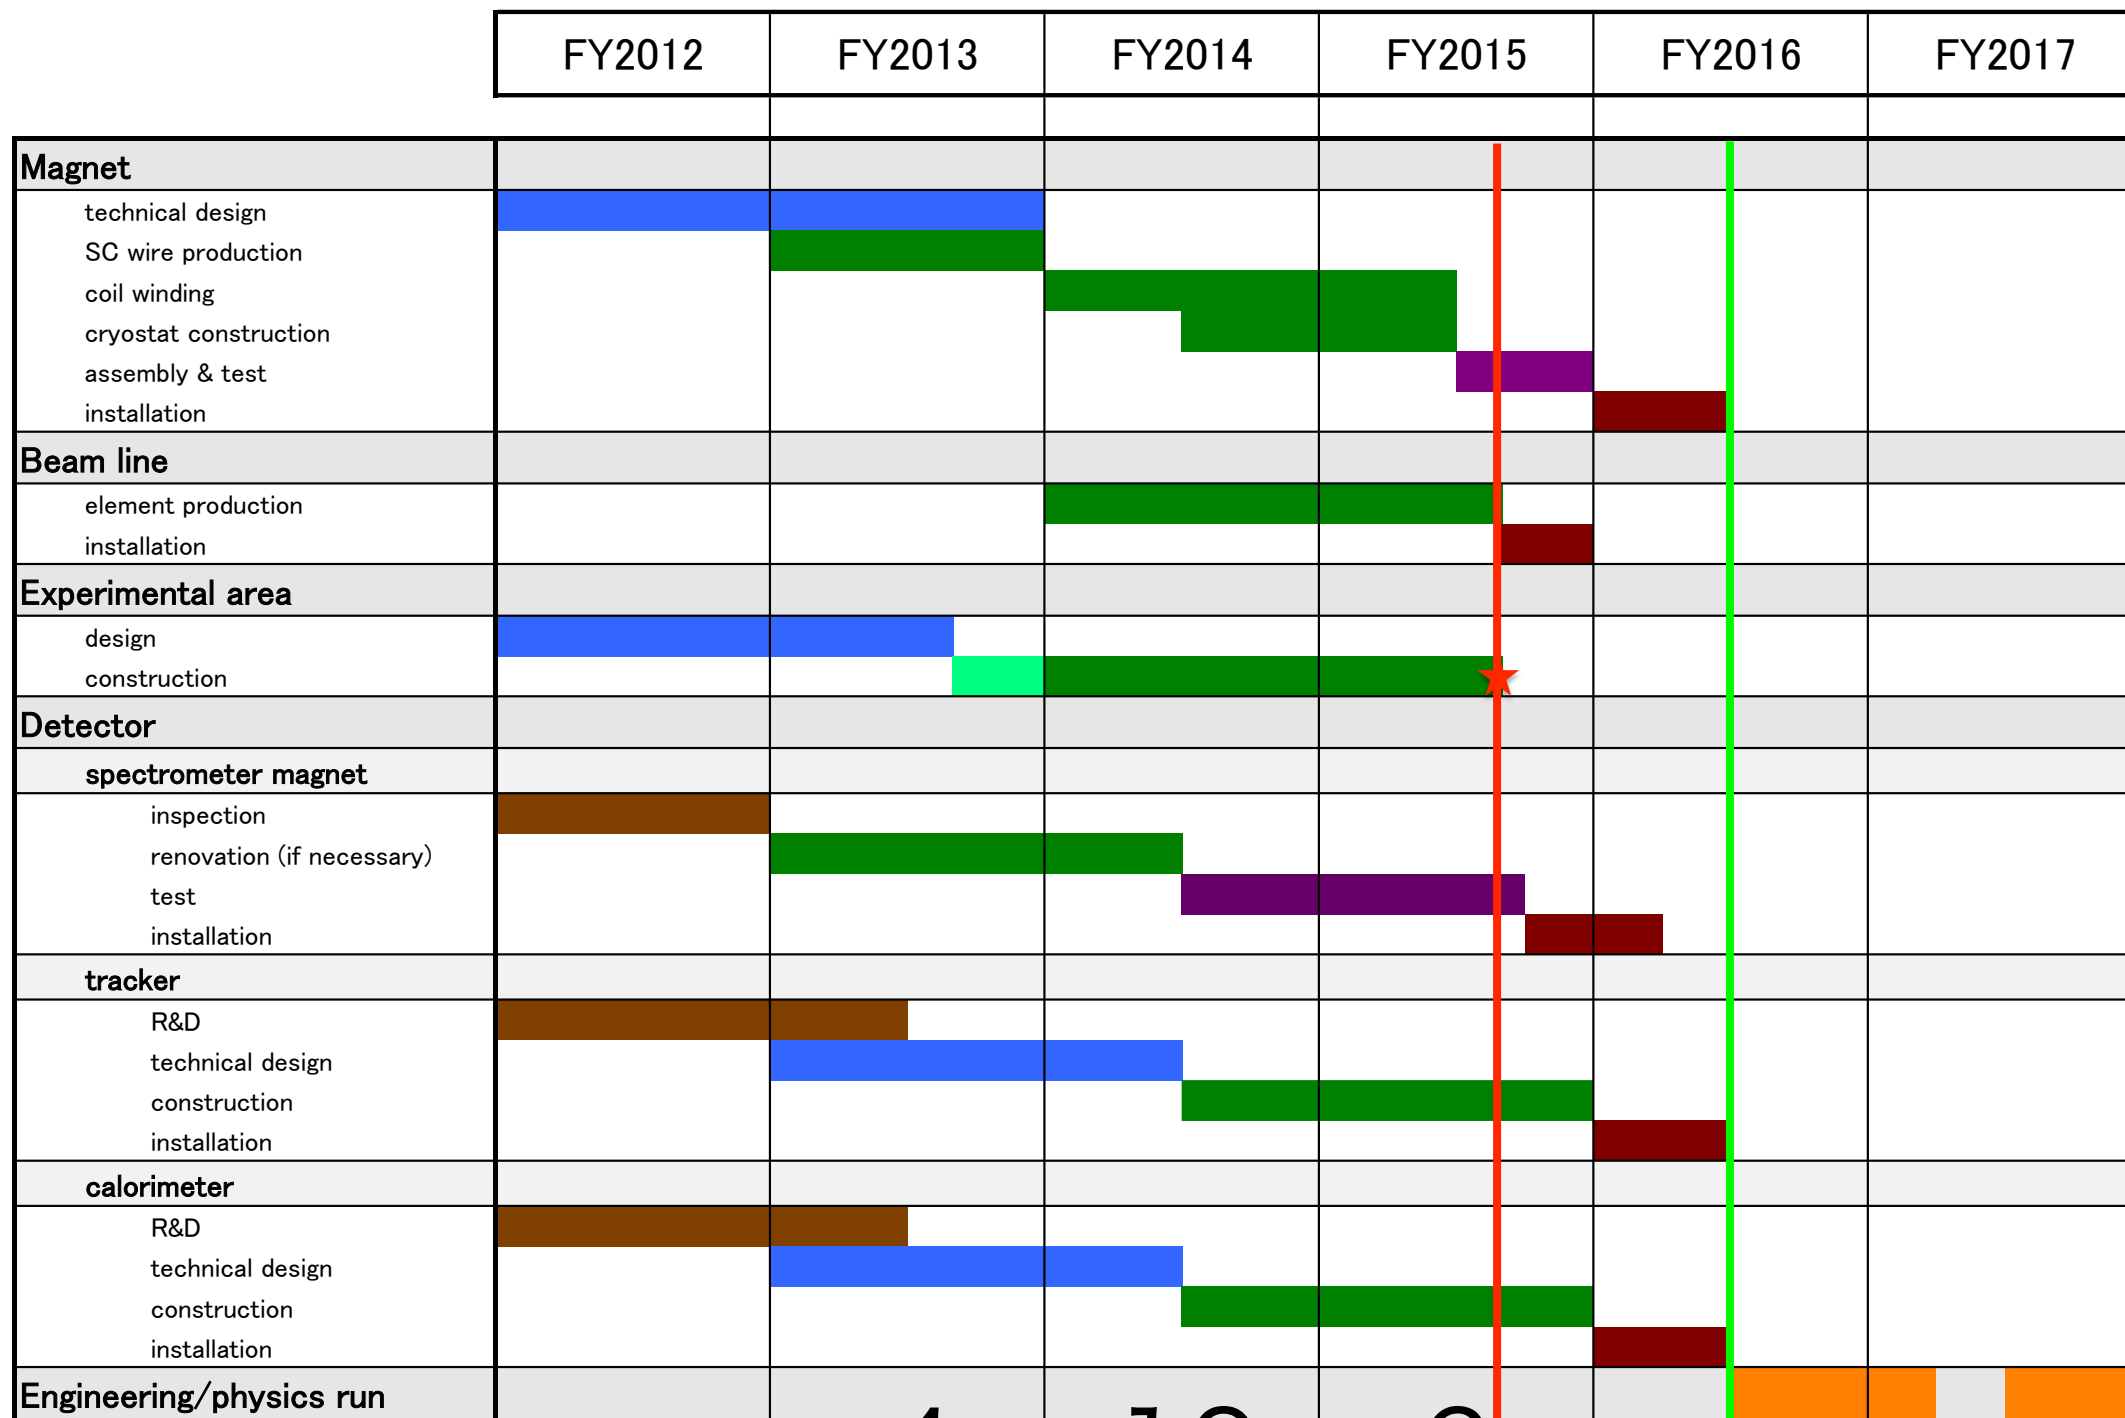 FY2012 FY2013 FY2014 FY2015 FY2016 FY2017
Magnet
technical design
SC wire production
coil winding
cryostat construction
assembly & test
installation
Beam line
element production
installation
Experimental area
design
construction
Detector
spectrometer magnet
inspection
renovation (if necessary)
test
installation
tracker
R&D
technical design
construction
installation
calorimeter
R&D
technical design
construction
installation
Engineering/physics run